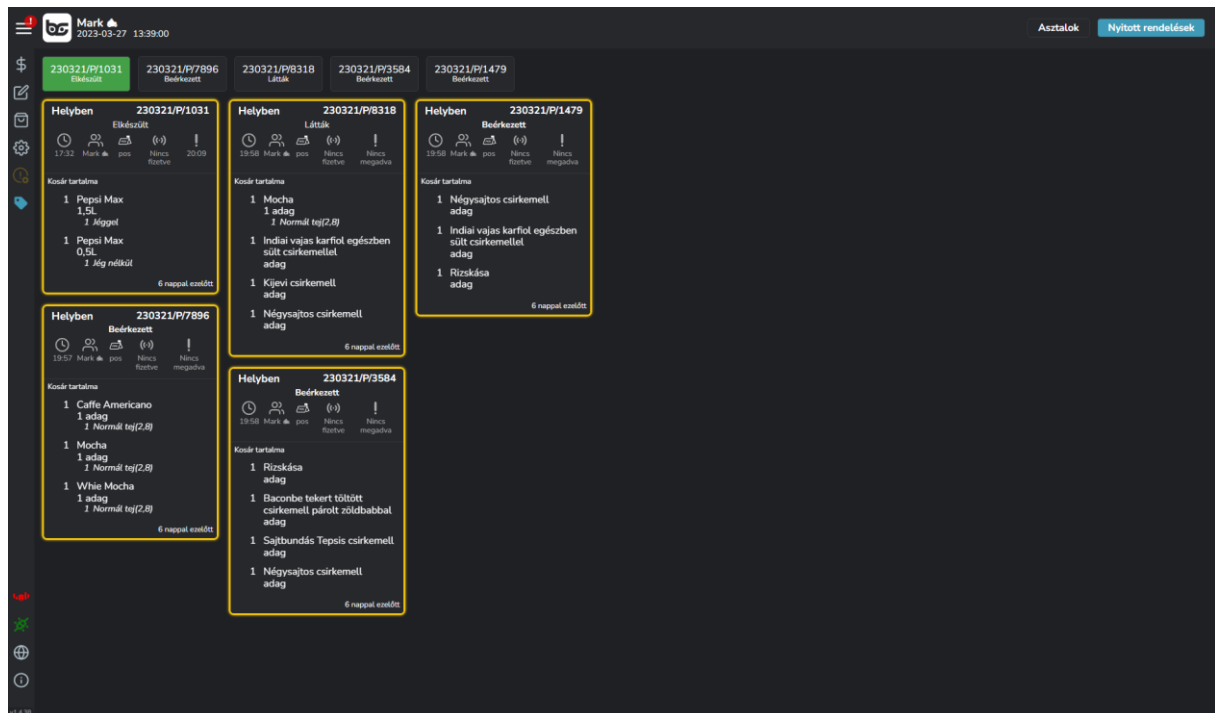 Mark
2023-03-27 13:39:00
Asztalok
Nyitott rendelések
230321/P/1031
Elkészült
230321/P/7896
Beérkezett
230321/P/8318
Látták
230321/P/3584
Beérkezett
230321/P/1479
Beérkezett
Helyben 230321/P/1031
Elkészült
17:32 Mark pos Nincs 20:09
fizetve
Kosár tartalma
1 Pepsi Max
1,5L
1 Jéggel
1 Pepsi Max
0,5L
1 Jég nélkül
6 nappal ezelőtt
Helyben 230321/P/7896
Beérkezett
19:57 Mark pos Nincs Nincs
fizetve megadva
Kosár tartalma
1 Caffe Americano
1 adag
1 Normál tej(2,8)
1 Mocha
1 adag
1 Normál tej(2,8)
1 Whie Mocha
1 adag
1 Normál tej(2,8)
6 nappal ezelőtt
Helyben 230321/P/8318
Látták
19:58 Mark pos Nincs Nincs
fizetve megadva
Kosár tartalma
1 Mocha
1 adag
1 Normál tej(2,8)
1 Indiai vajas karfiol egészben
sült csirkemellel
adag
1 Kijevi csirkemell
adag
1 Négysajtos csirkemell
adag
6 nappal ezelőtt
Helyben 230321/P/3584
Beérkezett
19:58 Mark pos Nincs Nincs
fizetve megadva
Kosár tartalma
1 Rizskása
adag
1 Baconbe tekert töltött
csirkemell párolt zöldbabbal
adag
1 Sajtbundás Tepsis csirkemell
adag
1 Négysajtos csirkemell
adag
6 nappal ezelőtt
Helyben 230321/P/1479
Beérkezett
19:58 Mark pos Nincs Nincs
fizetve megadva
Kosár tartalma
1 Négysajtos csirkemell
adag
1 Indiai vajas karfiol egészben
sült csirkemellel
adag
1 Rizskása
adag
6 nappal ezelőtt